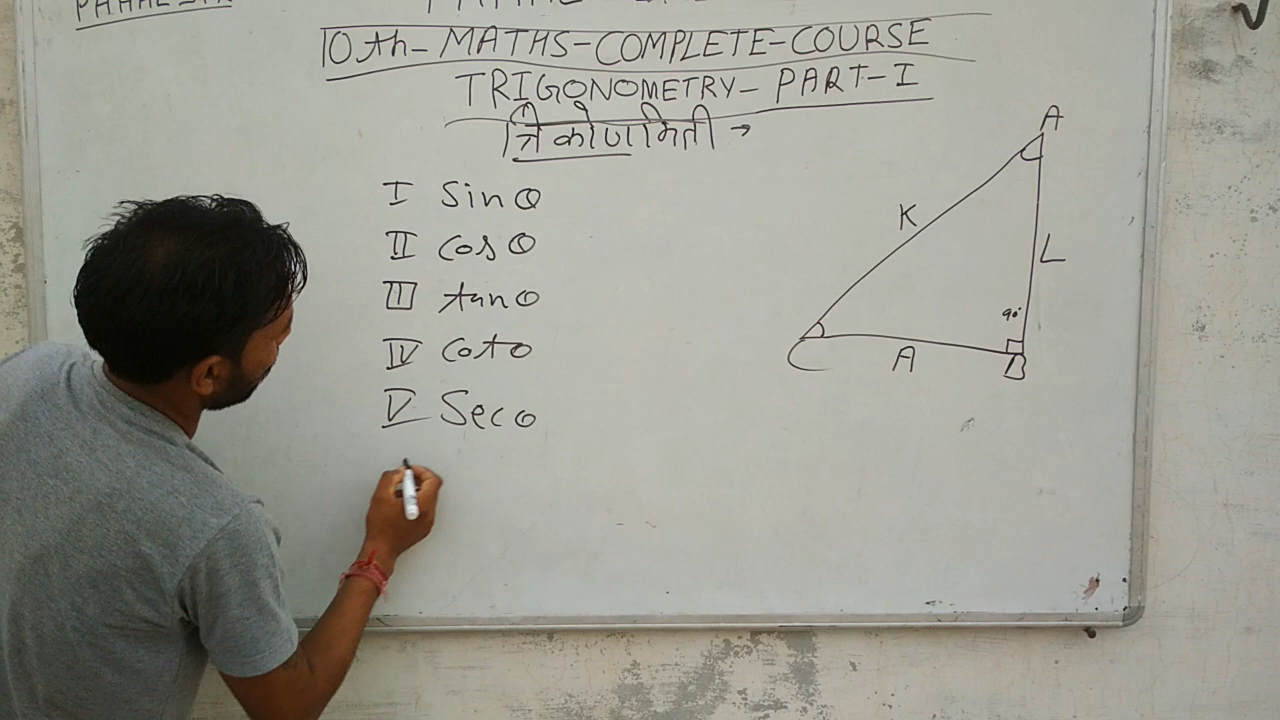 10th-MATHS-COMPLETE-COURSE
TRIGONOMETRY-PART-I
त्रिकोणमिती →
I Sinθ
II Cosθ
III tanθ
IV Cotθ
V Secθ
A
K
L
90°
C
A
B